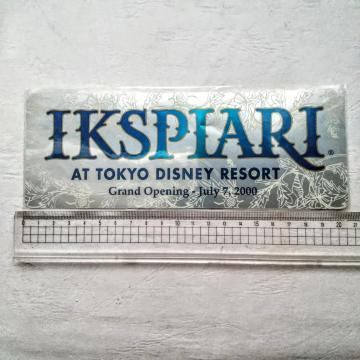 IKSPIARI®
AT TOKYO DISNEY RESORT
Grand Opening - July 7, 2000